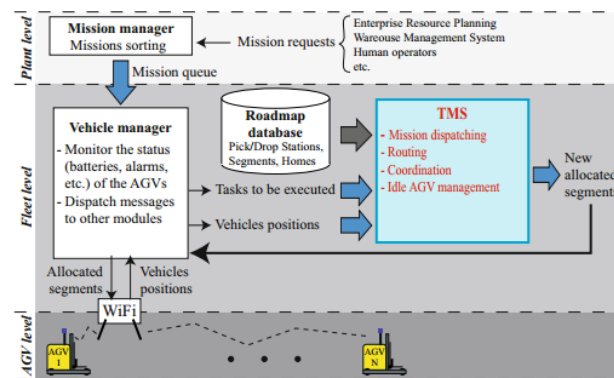 Plant level
Mission manager
Missions sorting
Mission requests
Enterprise Resource Planning
Warouse Management System
Human operators
etc.
Mission queue
Fleet level
Vehicle manager
- Monitor the status
(batteries, alarms,
etc.) of the AGVs
- Dispatch messages
to other modules
Roadmap
database
Pick/Drop Stations,
Segments, Homes
TMS
- Mission dispatching
- Routing
- Coordination
- Idle AGV management
New
allocated
segments
Tasks to be executed
Vehicles positions
Allocated
segments
Vehicles
positions
WiFi
AGV level
AGV
1
AGV
N